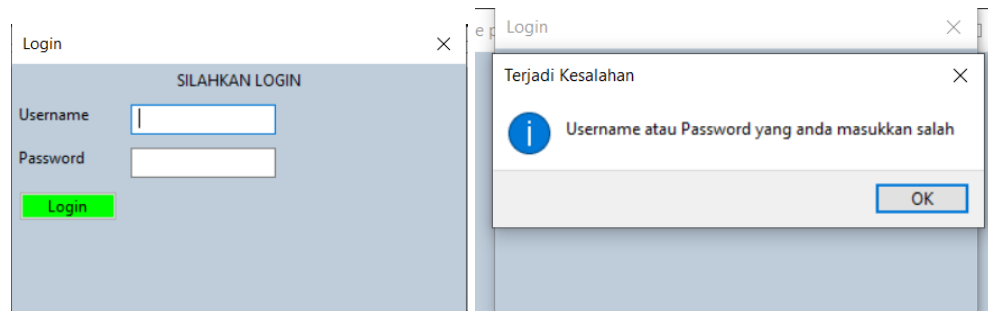 Login
SILAHKAN LOGIN
Username
Password
Login
Login
Terjadi Kesalahan
Username atau Password yang anda masukkan salah
OK